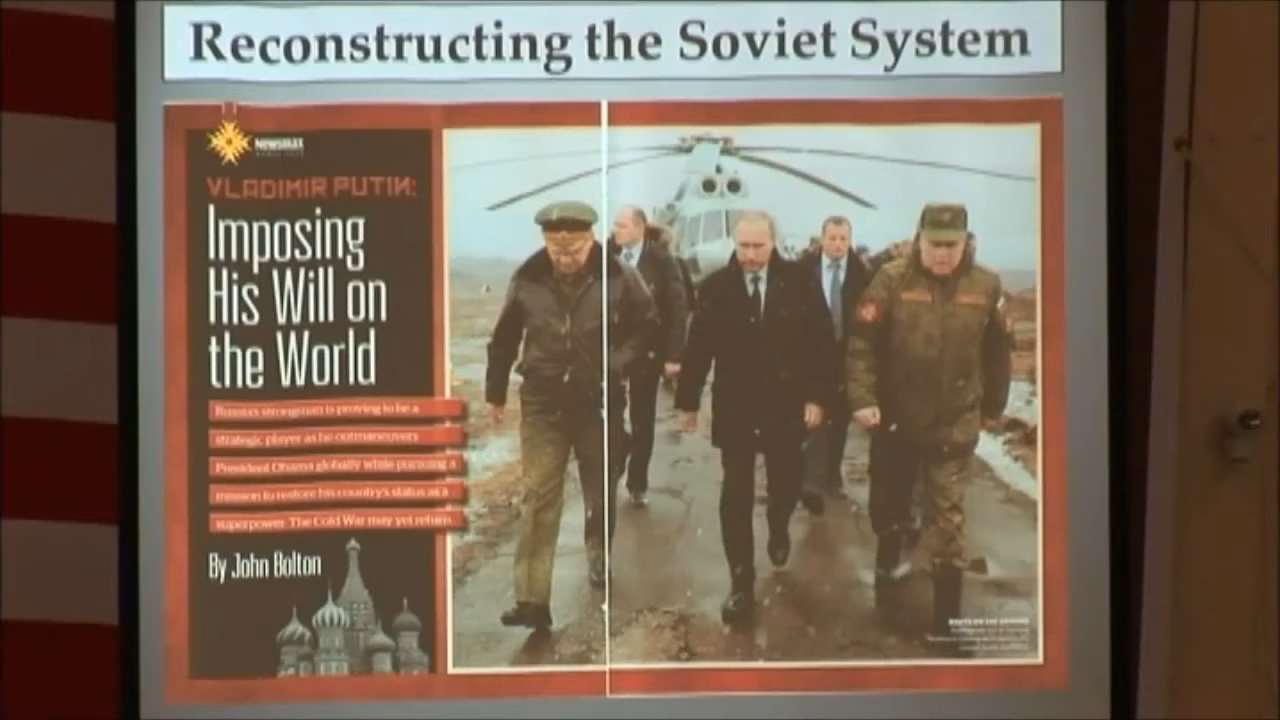 Reconstructing the Soviet System
NEWSMAX
VLADIMIR PUTIN:
Imposing
His Will on
the World
Russia's strongman is proving to be a
strategic player as he outmaneuvers
President Obama globally while pursuing a
mission to restore his country's status as a
superpower. The Cold War may yet return.
By John Bolton